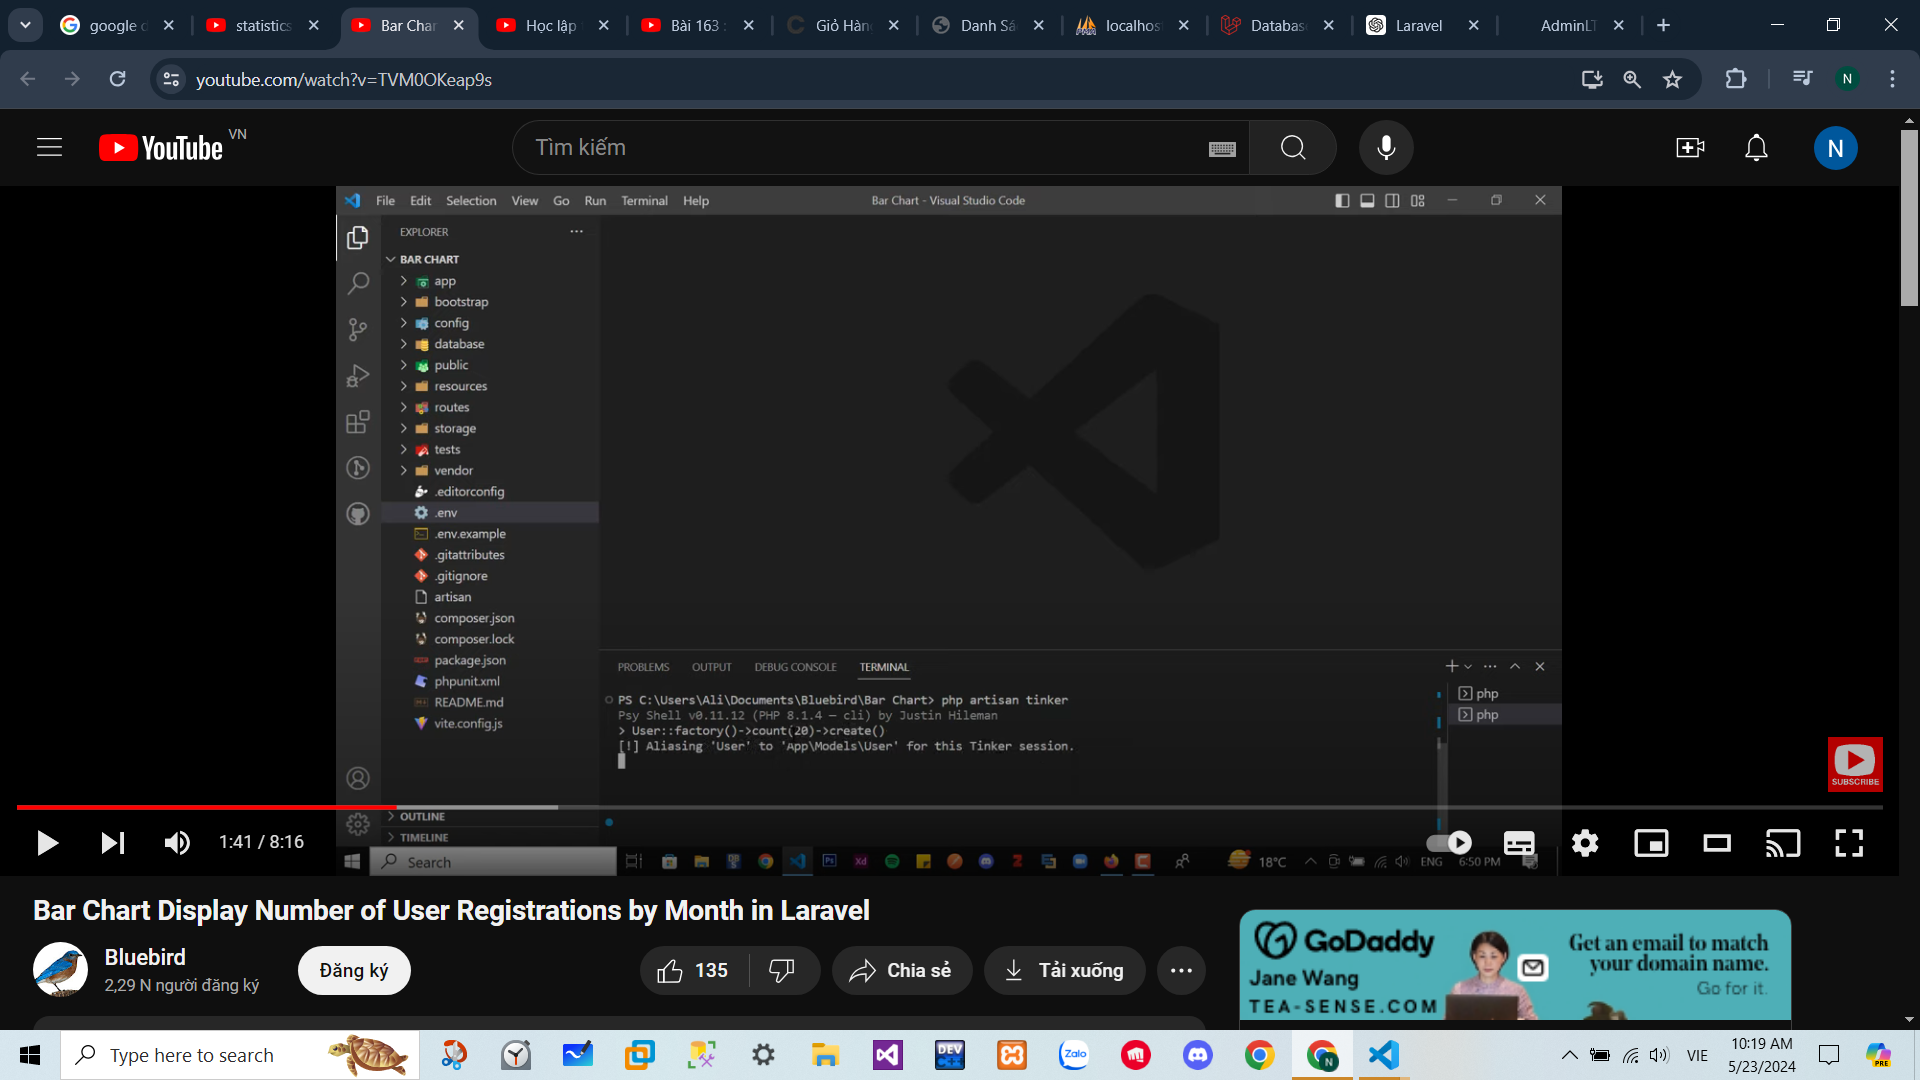 google d
statistics
Bar Char
Học lập
Bài 163 :
Giỏ Hàn
Danh Sá
localhost
Databas
Laravel
AdminLT
youtube.com/watch?v=TVM0OKeap9s
N
YouTube VN
Tìm kiếm
N
File Edit Selection View Go Run Terminal Help
Bar Chart - Visual Studio Code
EXPLORER
BAR CHART
app
bootstrap
config
database
public
resources
routes
storage
tests
vendor
.editorconfig
.env
.env.example
.gitattributes
.gitignore
artisan
composer.json
composer.lock
package.json
phpunit.xml
README.md
vite.config.js
OUTLINE
TIMELINE
PROBLEMS OUTPUT DEBUG CONSOLE TERMINAL
PS C:\Users\Ali\Documents\Bluebird\Bar Chart> php artisan tinker
Psy Shell v0.11.12 (PHP 8.1.4 — cli) by Justin Hileman
> User::factory()->count(20)->create()
[!] Aliasing 'User' to 'App\Models\User' for this Tinker session.
php
php
SUBSCRIBE
1:41 / 8:16
Search
18°C
ENG
6:50 PM
Bar Chart Display Number of User Registrations by Month in Laravel
Bluebird
2,29 N người đăng ký
Đăng ký
135
Chia sẻ
Tải xuống
GoDaddy
Jane Wang
TEA-SENSE.COM
Get an email to match
your domain name.
Go for it.
Type here to search
DEV
Zalo
N
VIE
10:19 AM
5/23/2024
PRE